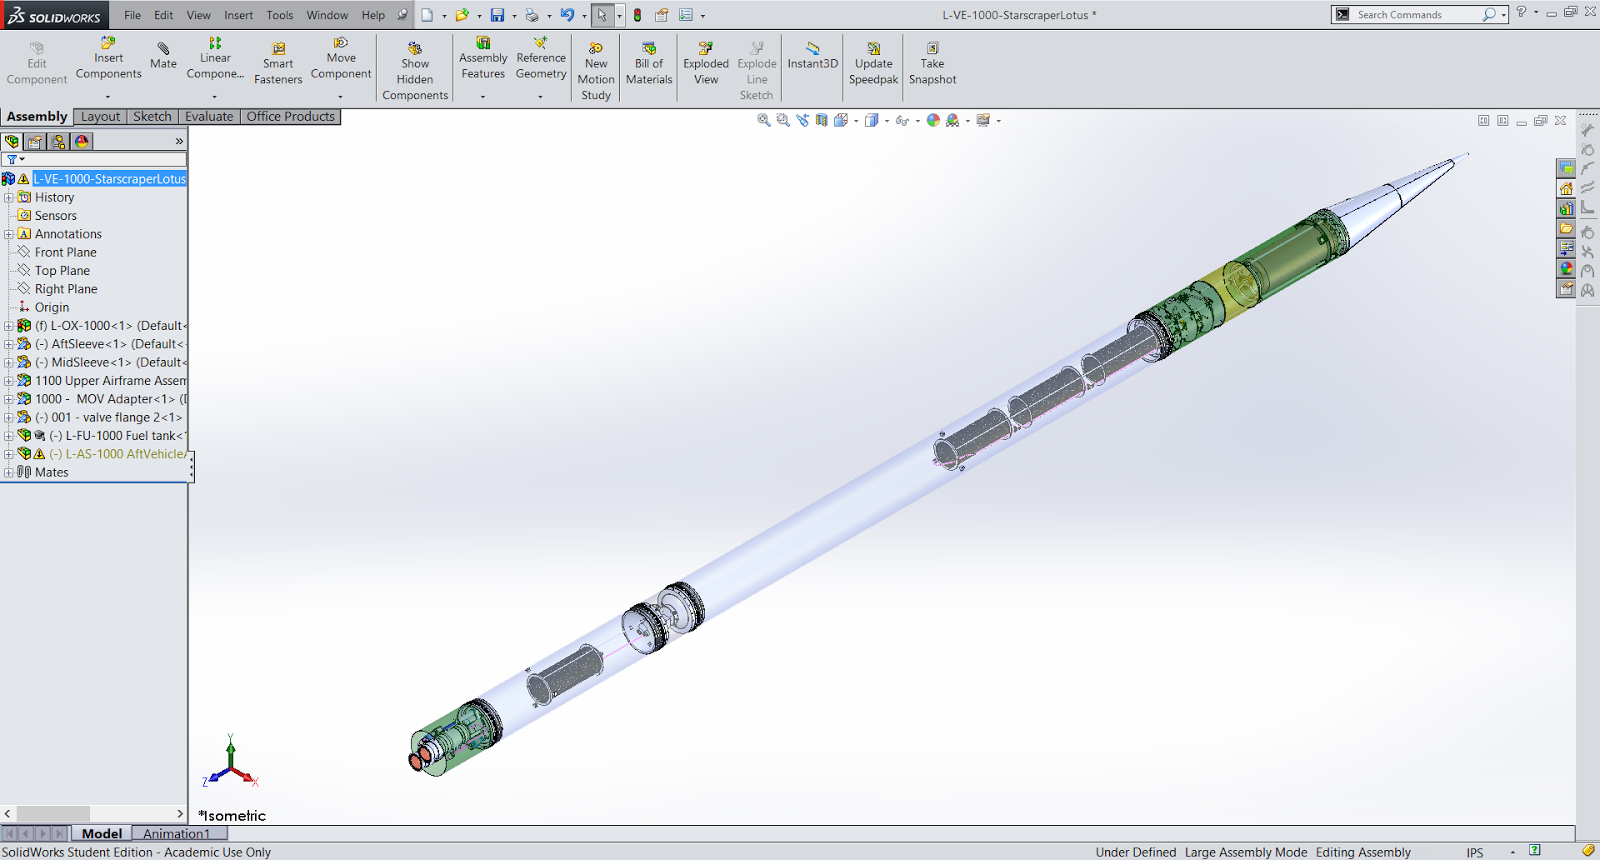 SOLIDWORKS File Edit View Insert Tools Window Help L-VE-1000-StarscraperLotus * Search Commands ?
Edit Component
Insert Components
Mate
Linear Compone...
Smart Fasteners
Move Component
Show Hidden Components
Assembly Features
Reference Geometry
New Motion Study
Bill of Materials
Exploded View
Explode Line Sketch
Instant3D
Update Speedpak
Take Snapshot
Assembly Layout Sketch Evaluate Office Products
L-VE-1000-StarscraperLotus
History
Sensors
Annotations
Front Plane
Top Plane
Right Plane
Origin
(f) L-OX-1000<1> (Default<
(-) AftSleeve<1> (Default<
(-) MidSleeve<1> (Default<
1100 Upper Airframe Assem
1000 - MOV Adapter<1> (
(-) 001 - valve flange 2<1>
(-) L-FU-1000 Fuel tank<
(-) L-AS-1000 AftVehicle
Mates
Y
Z X
*Isometric
Model Animation1
SolidWorks Student Edition - Academic Use Only Under Defined Large Assembly Mode Editing Assembly IPS